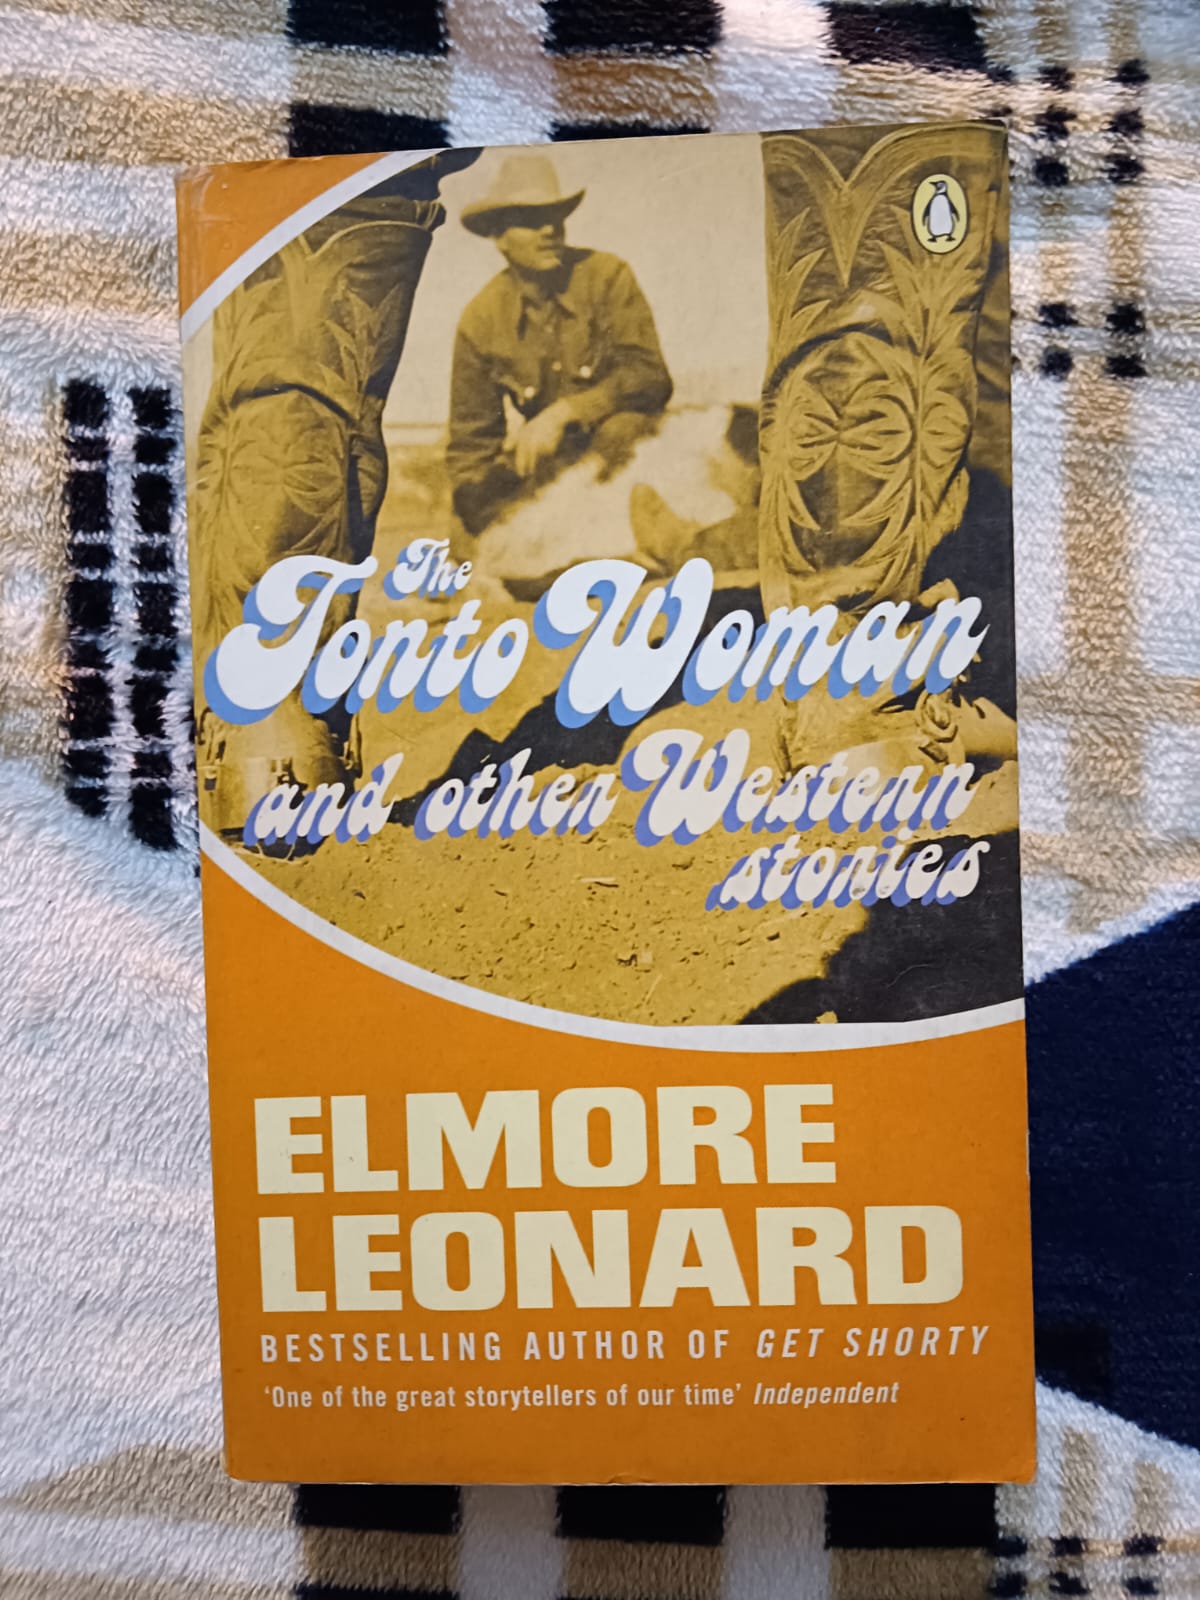 The
Tonto Woman
and other Western
stories
ELMORE
LEONARD
BESTSELLING AUTHOR OF GET SHORTY
‘One of the great storytellers of our time’ Independent